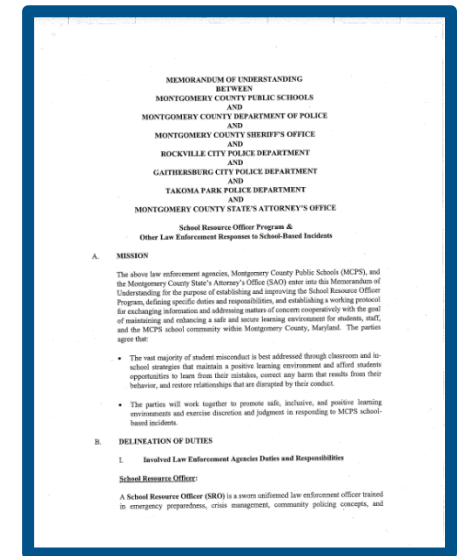 MEMORANDUM OF UNDERSTANDING
BETWEEN
MONTGOMERY COUNTY PUBLIC SCHOOLS
AND
MONTGOMERY COUNTY DEPARTMENT OF POLICE
AND
MONTGOMERY COUNTY SHERIFF'S OFFICE
AND
ROCKVILLE CITY POLICE DEPARTMENT
AND
GAITHERSBURG CITY POLICE DEPARTMENT
AND
TAKOMA PARK POLICE DEPARTMENT
AND
MONTGOMERY COUNTY STATE'S ATTORNEY'S OFFICE
School Resource Officer Program &
Other Law Enforcement Responses to School-Based Incidents
A. MISSION
The above law enforcement agencies, Montgomery County Public Schools (MCPS), and
the Montgomery County State's Attorney's Office (SAO) enter into this Memorandum of
Understanding for the purpose of establishing and improving the School Resource Officer
Program, defining specific duties and responsibilities, and establishing a working protocol
for exchanging information and addressing matters of concern cooperatively with the goal
of maintaining and enhancing a safe and secure learning environment for students, staff,
and the MCPS school community within Montgomery County, Maryland. The parties
agree that:
• The vast majority of student misconduct is best addressed through classroom and in-
school strategies that maintain a positive learning environment and afford students
opportunities to learn from their mistakes, correct any harm that results from their
behavior, and restore relationships that are disrupted by their conduct.
• The parties will work together to promote safe, inclusive, and positive learning
environments and exercise discretion and judgment in responding to MCPS school-
based incidents.
B. DELINEATION OF DUTIES
I. Involved Law Enforcement Agencies Duties and Responsibilities
School Resource Officer:
A School Resource Officer (SRO) is a sworn uniformed law enforcement officer trained
in emergency preparedness, crisis management, community policing concepts, and